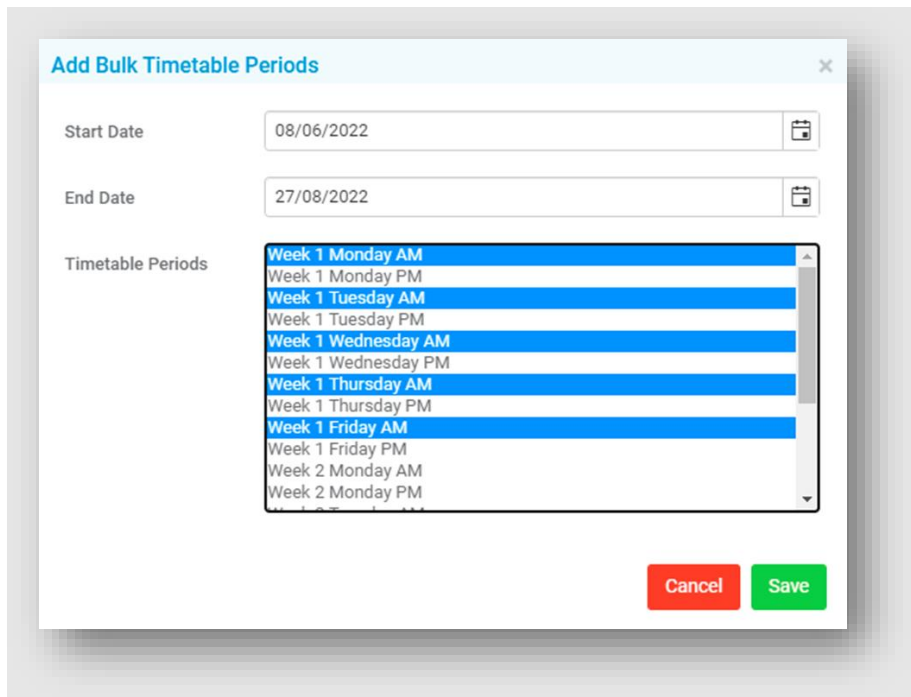 Add Bulk Timetable Periods ×
Start Date 08/06/2022
End Date 27/08/2022
Timetable Periods
Week 1 Monday AM
Week 1 Monday PM
Week 1 Tuesday AM
Week 1 Tuesday PM
Week 1 Wednesday AM
Week 1 Wednesday PM
Week 1 Thursday AM
Week 1 Thursday PM
Week 1 Friday AM
Week 1 Friday PM
Week 2 Monday AM
Week 2 Monday PM
Cancel Save